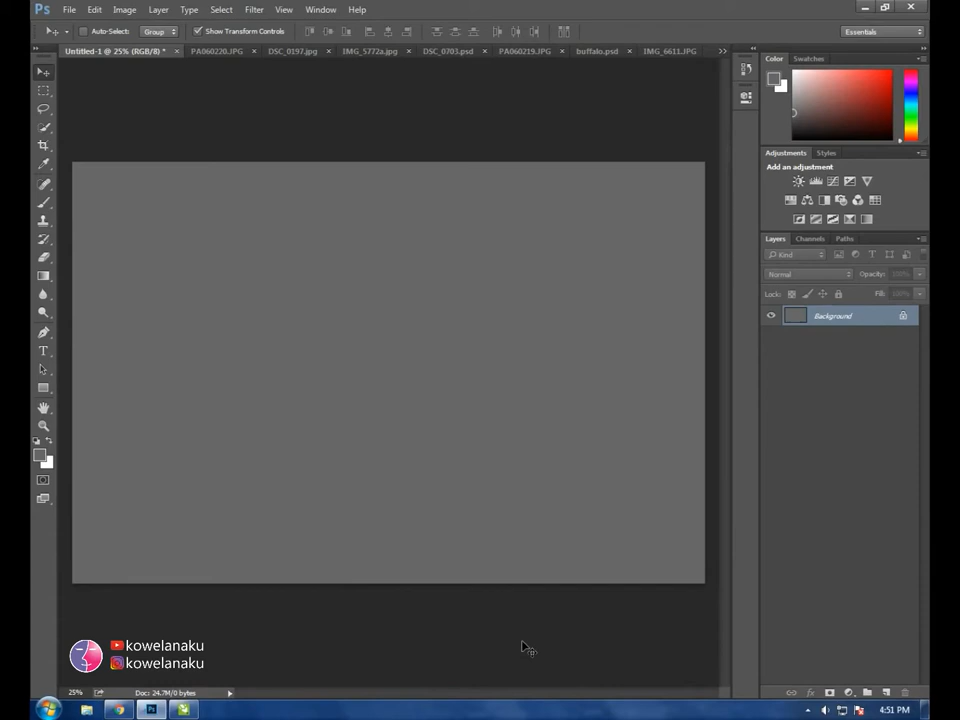 Ps File Edit Image Layer Type Select Filter View Window Help
Auto-Select: Group Show Transform Controls Essentials
Untitled-1 @ 25% (RGB/8) * × PA060220.JPG × DSC_0197.jpg × IMG_5772a.jpg × DSC_0703.psd × PA060219.JPG × buffalo.psd × IMG_6611.JPG
Color Swatches
Adjustments Styles
Add an adjustment
Layers Channels Paths
Kind
Normal Opacity: 100%
Lock: Fill: 100%
Background
kowelanaku
kowelanaku
25% Doc: 24.7M/0 bytes
4:51 PM